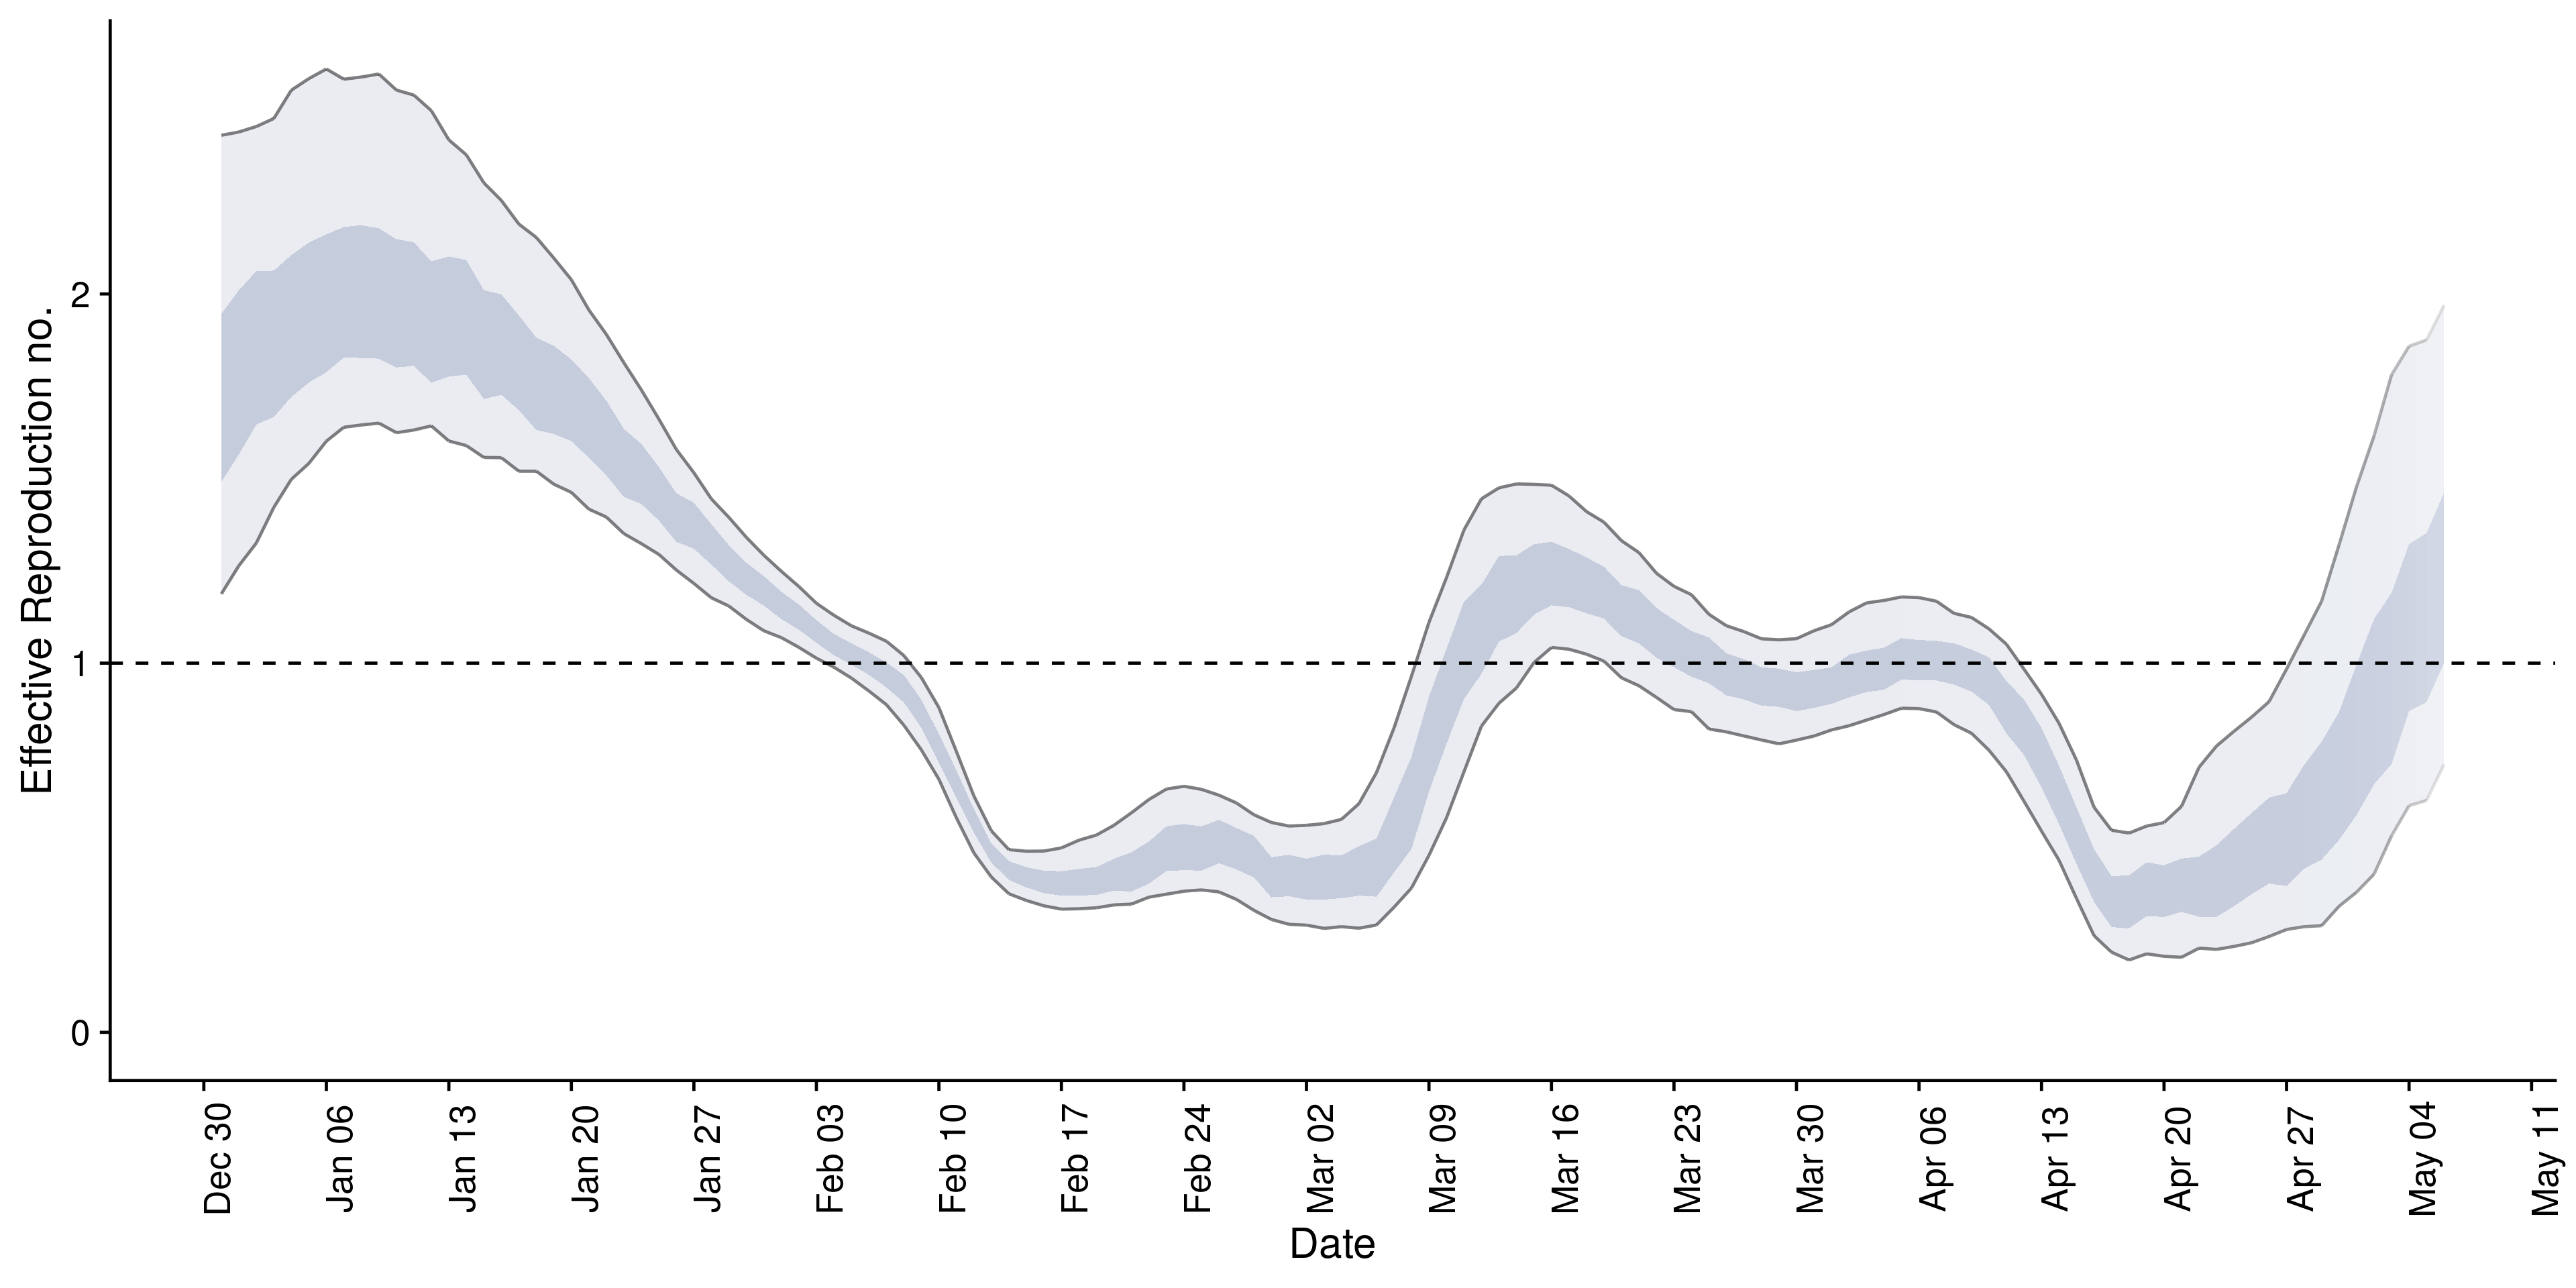 Effective Reproduction no.
2
1
0
Dec 30
Jan 06
Jan 13
Jan 20
Jan 27
Feb 03
Feb 10
Feb 17
Feb 24
Mar 02
Mar 09
Mar 16
Mar 23
Mar 30
Apr 06
Apr 13
Apr 20
Apr 27
May 04
May 11
Date